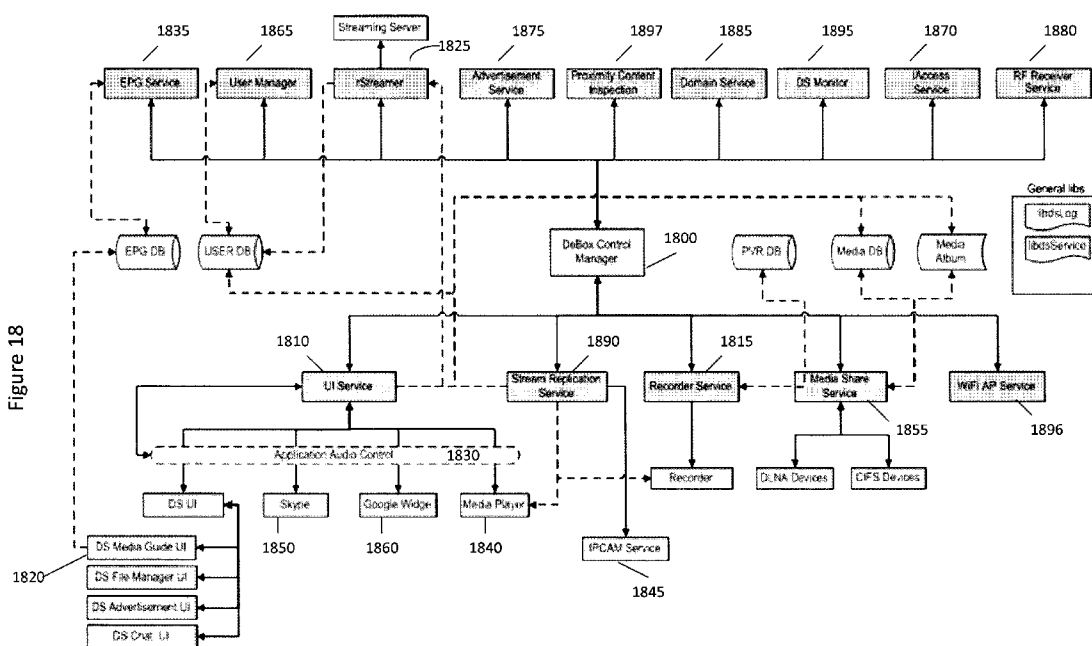 1835
1865
Streaming Server
1825
1875
1897
1885
1895
1870
1880
EPG Service
User Manager
rStreamer
Advertisement
Service
Proximity Content
Inspection
Domain Service
DS Monitor
iAccess
Service
RF Receiver
Service
General libs
libdsLog
libdsService
EPG DB
USER DB
DeBox Control
Manager
1800
PVR DB
Media DB
Media
Album
Figure 18
1810
1890
1815
UI Service
Stream Replication
Service
Recorder Service
Media Share
Service
WiFi AP Service
1855
1896
Application Audio Control
1830
Recorder
DLNA Devices
CIFS Devices
DS UI
Skype
Google Widge
Media Player
1850
1860
1840
IPCAM Service
1845
DS Media Guide UI
1820
DS File Manager UI
DS Advertisement UI
DS Chat UI